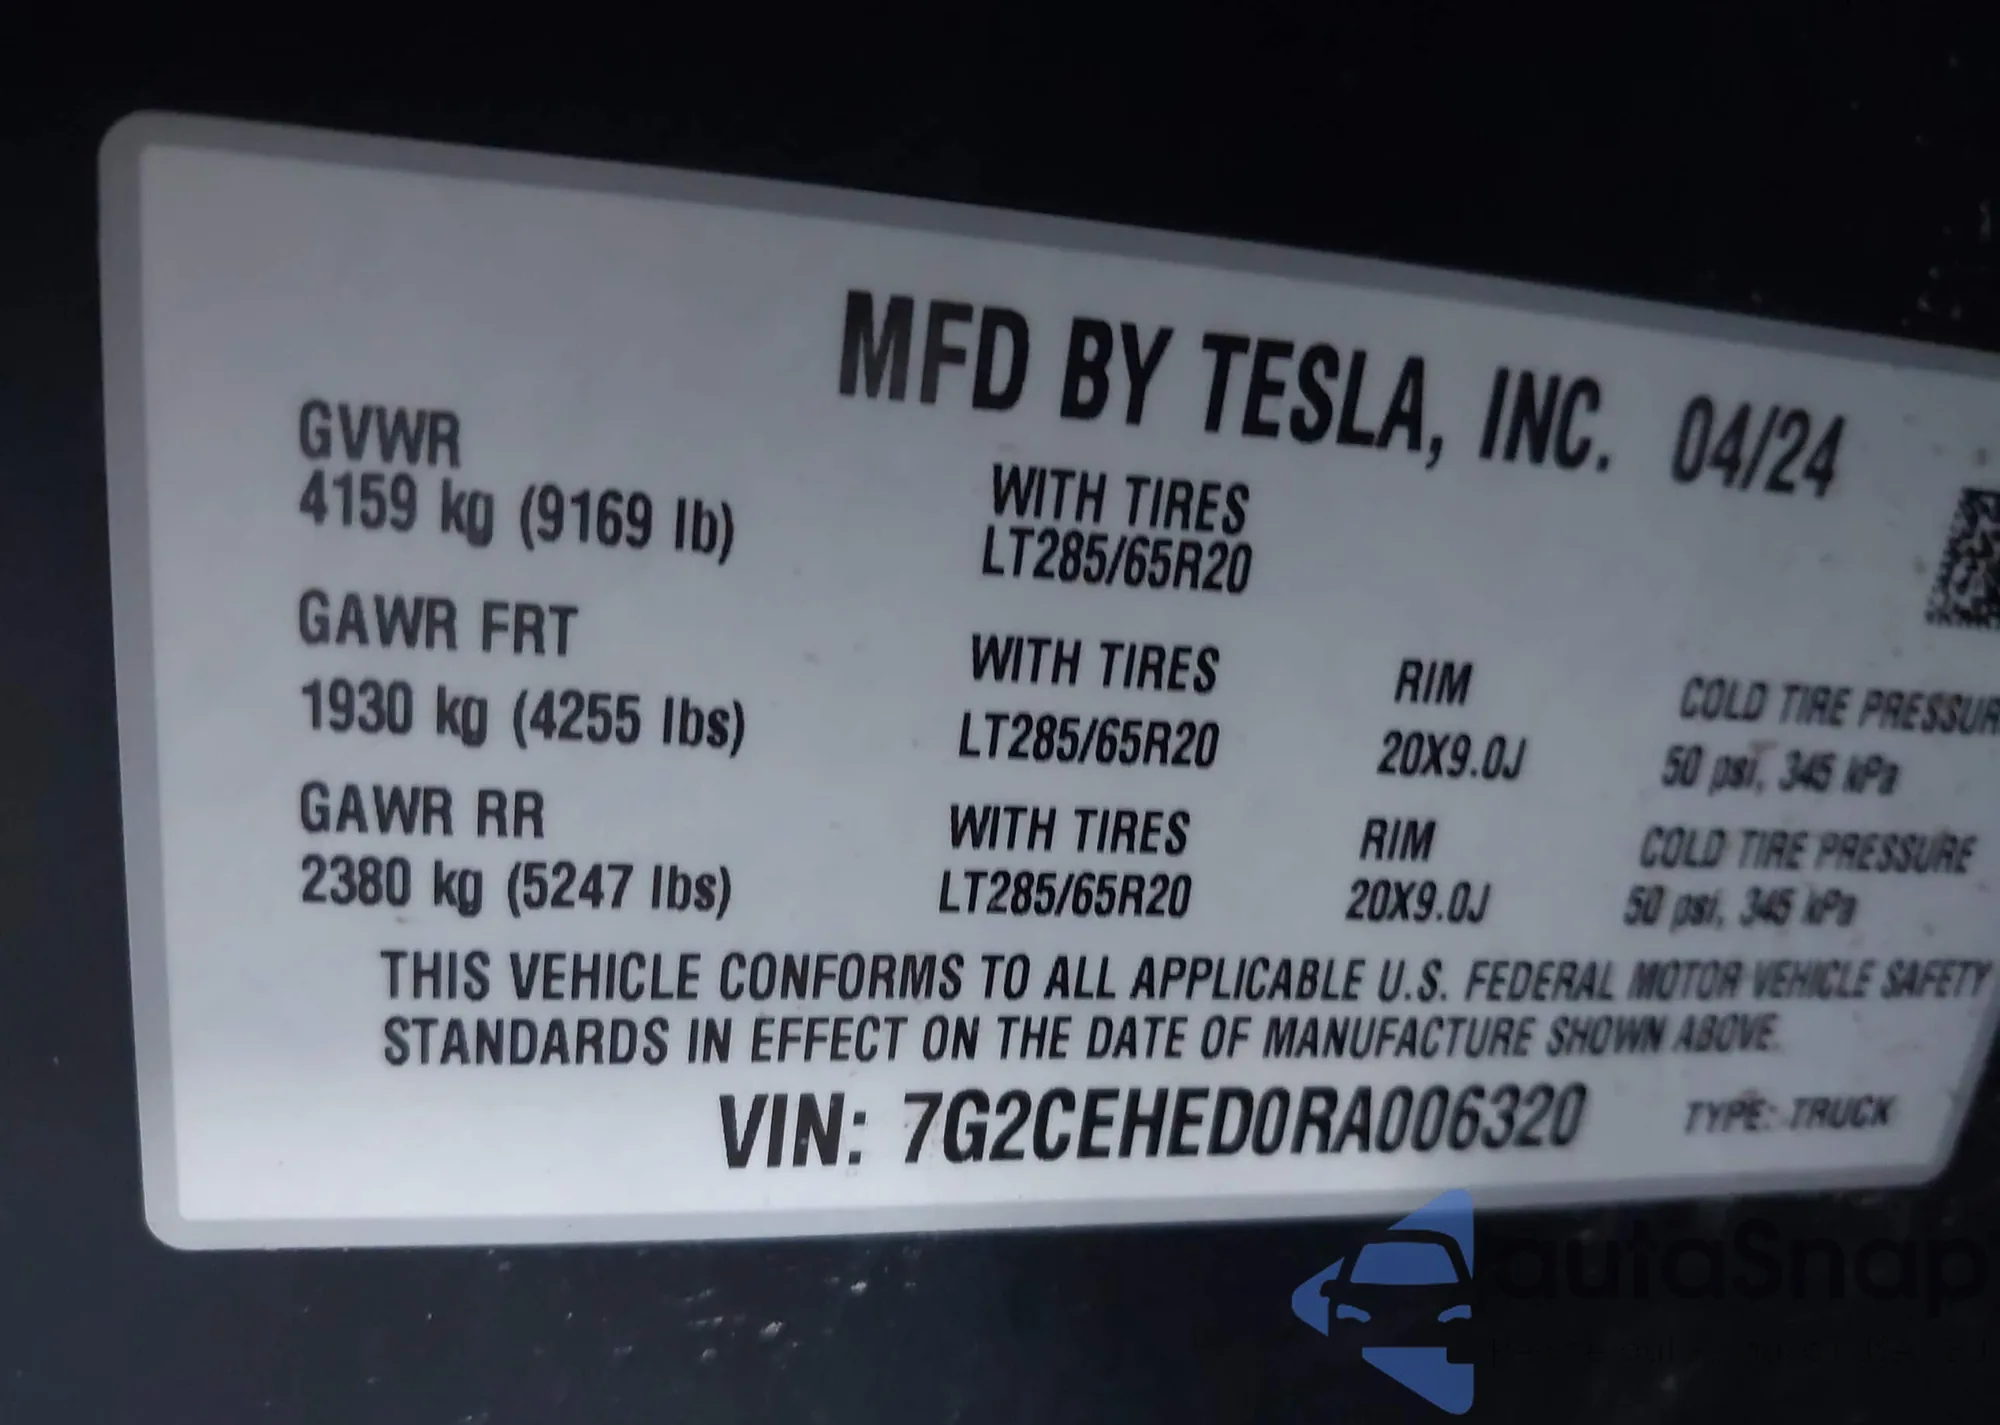 MFD BY TESLA, INC. 04/24
GVWR
4159 kg (9169 lb)
WITH TIRES
LT285/65R20
GAWR FRT
1930 kg (4255 lbs)
WITH TIRES
LT285/65R20
RIM
20X9.0J
COLD TIRE PRESSUR
50 psi, 345 kPa
GAWR RR
2380 kg (5247 lbs)
WITH TIRES
LT285/65R20
RIM
20X9.0J
COLD TIRE PRESSURE
50 psi, 345 kPa
THIS VEHICLE CONFORMS TO ALL APPLICABLE U.S. FEDERAL MOTOR VEHICLE SAFETY
STANDARDS IN EFFECT ON THE DATE OF MANUFACTURE SHOWN ABOVE.
VIN: 7G2CEHED0RA006320 TYPE: TRUCK
autaSnap